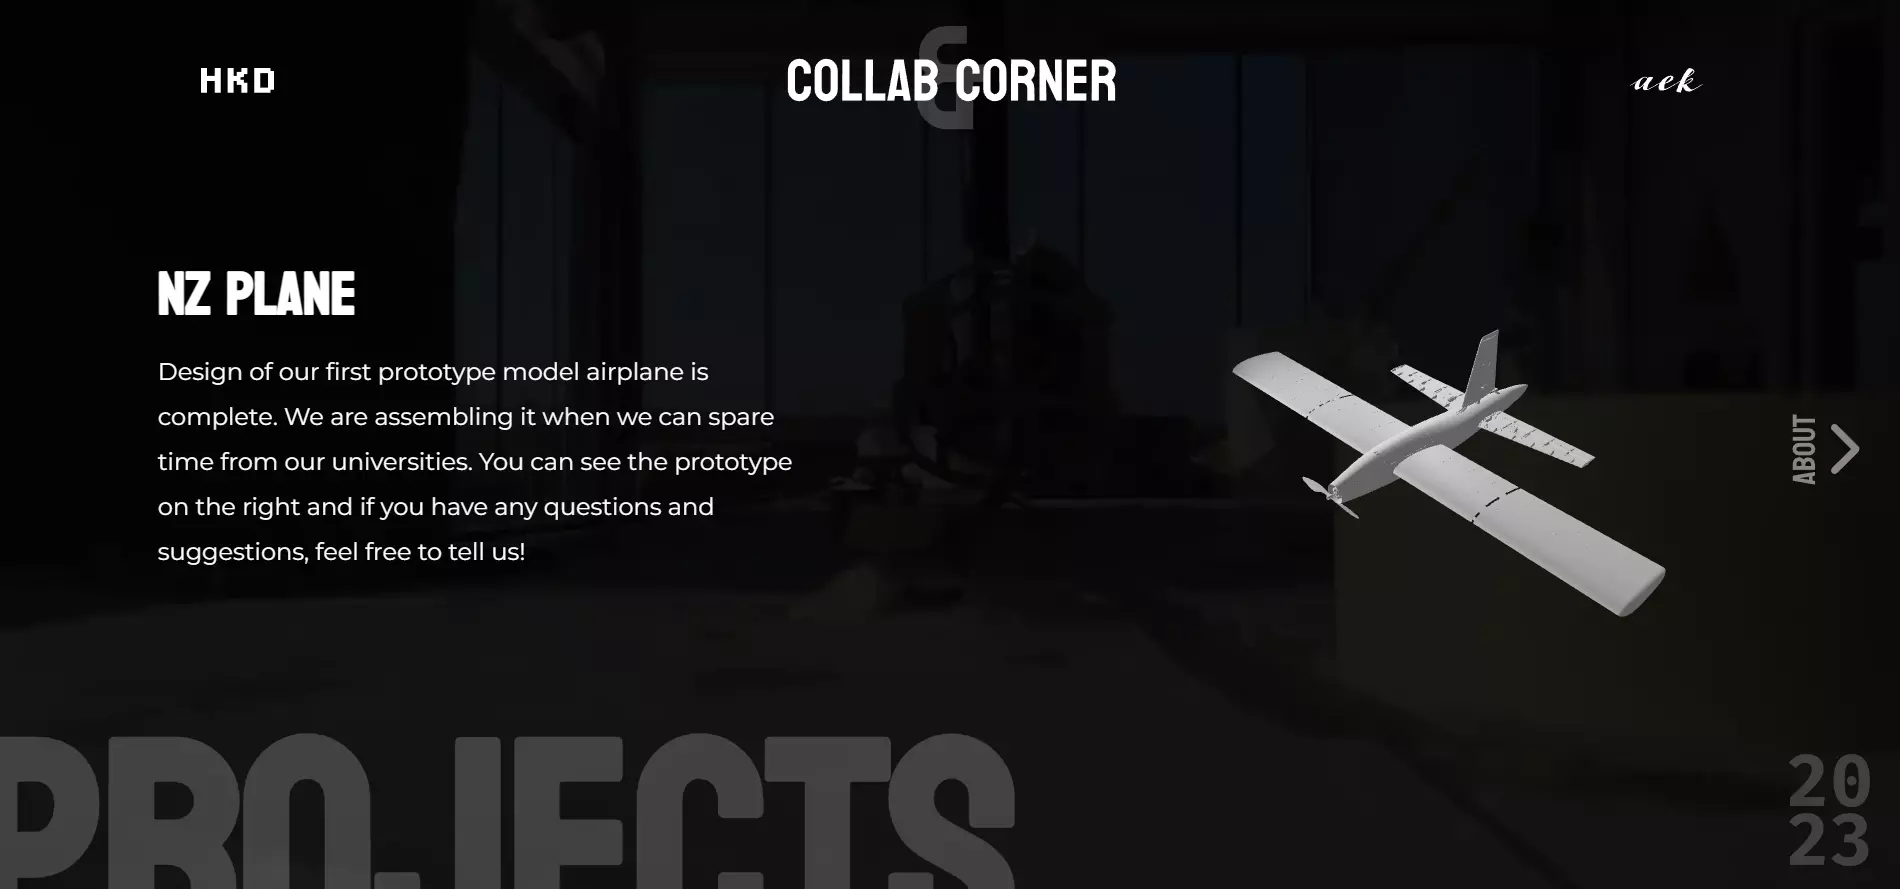 HKD
COLLAB CORNER
aek
NZ PLANE
Design of our first prototype model airplane is
complete. We are assembling it when we can spare
time from our universities. You can see the prototype
on the right and if you have any questions and
suggestions, feel free to tell us!
ABOUT
PROJECTS
20
23